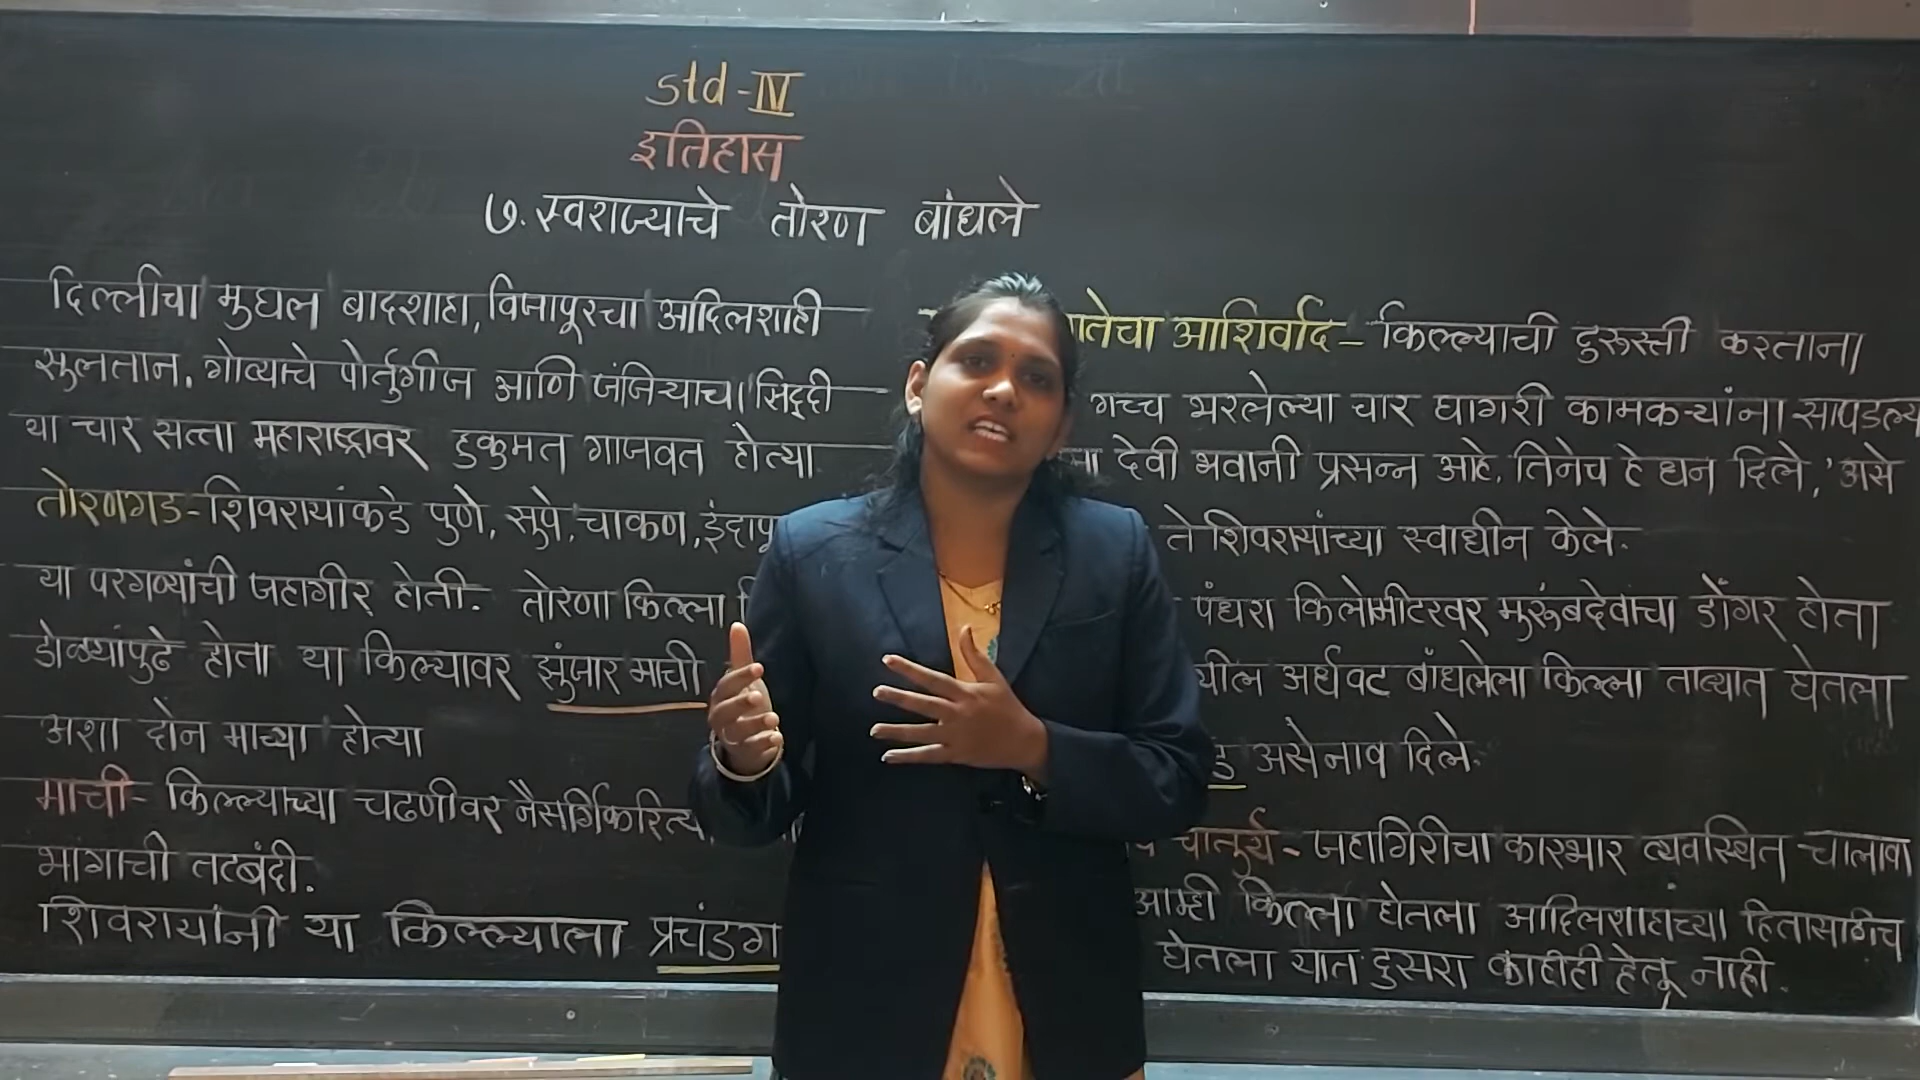 Std-IV
इतिहास
७. स्वराज्याचे तोरण बांधले
दिल्लीचा मुघल बादशाहा, विजापूरचा आदिलशाही
सुलतान, गोव्याचे पोर्तुगीज आणि जंजिऱ्याचा सिद्दी
या चार सत्ता महाराष्ट्रावर हुकुमत गाजवत होत्या
तोरणगड - शिवरायांकडे पुणे, सुपे, चाकण, इंदापू
या परगण्यांची जहागीर होती. तोरणा किल्ला
डोळ्यांपुढे होता या किल्यावर झुंजार माची
अशा दोन माच्या होत्या
माची - किल्ल्याच्या चढणीवर नैसर्गिकरित्या
भांगाची तटबंदी.
शिवरायांनी या किल्ल्याला प्रचंडग
तेचा आशिर्वाद - किल्ल्याची दुरुस्ती करताना
गच्च भरलेल्या चार घागरी कामकऱ्यांना सापडल्य
देवी भवानी प्रसन्न आहे. तिनेच हे धन दिले,' असे
ते शिवरायांच्या स्वाधीन केले.
पंधरा किलोमीटरवर मुरुंबदेवाचा डोंगर होता
यील अर्धवट बांधलेला किल्ला ताब्यात घेतला
ड असे नाव दिले.
चातुर्य - जहागिरीचा कारभार व्यवस्थित चालावा
आम्ही किल्ला घेतला आदिलशाहाच्या हितासाठीच
घेतला यात दुसरा काहीही हेतू नाही.